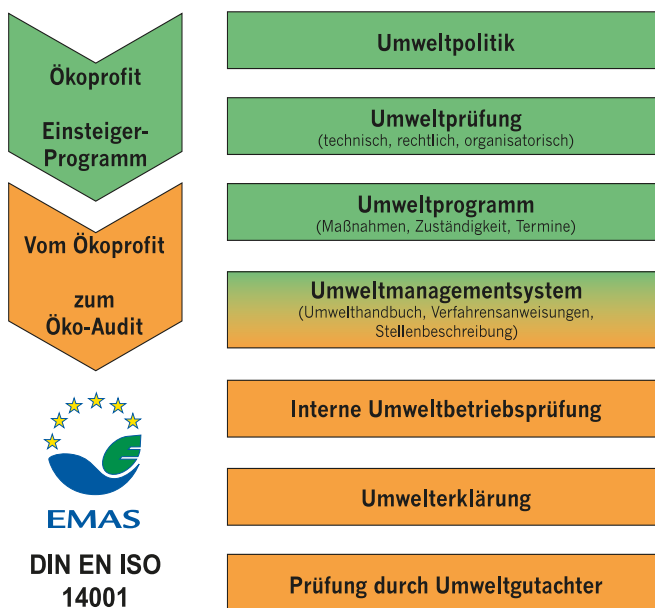 Ökoprofit
Einsteiger-
Programm
Vom Ökoprofit
zum
Öko-Audit
EMAS
DIN EN ISO
14001
Umweltpolitik
Umweltprüfung
(technisch, rechtlich, organisatorisch)
Umweltprogramm
(Maßnahmen, Zuständigkeit, Termine)
Umweltmanagementsystem
(Umwelthandbuch, Verfahrensanweisungen,
Stellenbeschreibung)
Interne Umweltbetriebsprüfung
Umwelterklärung
Prüfung durch Umweltgutachter